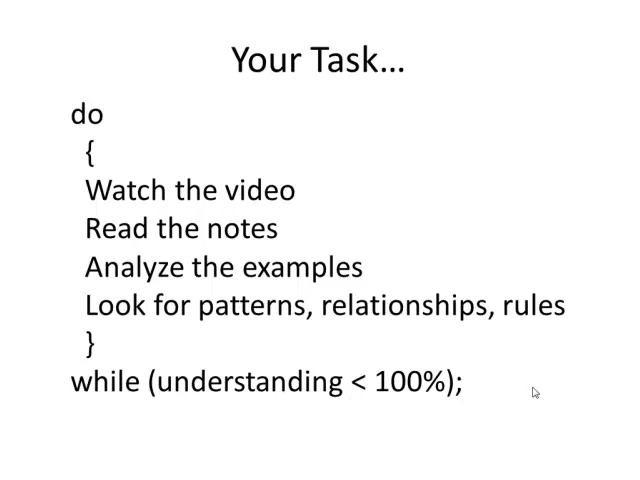 Your Task…
do
{
Watch the video
Read the notes
Analyze the examples
Look for patterns, relationships, rules
}
while (understanding < 100%);